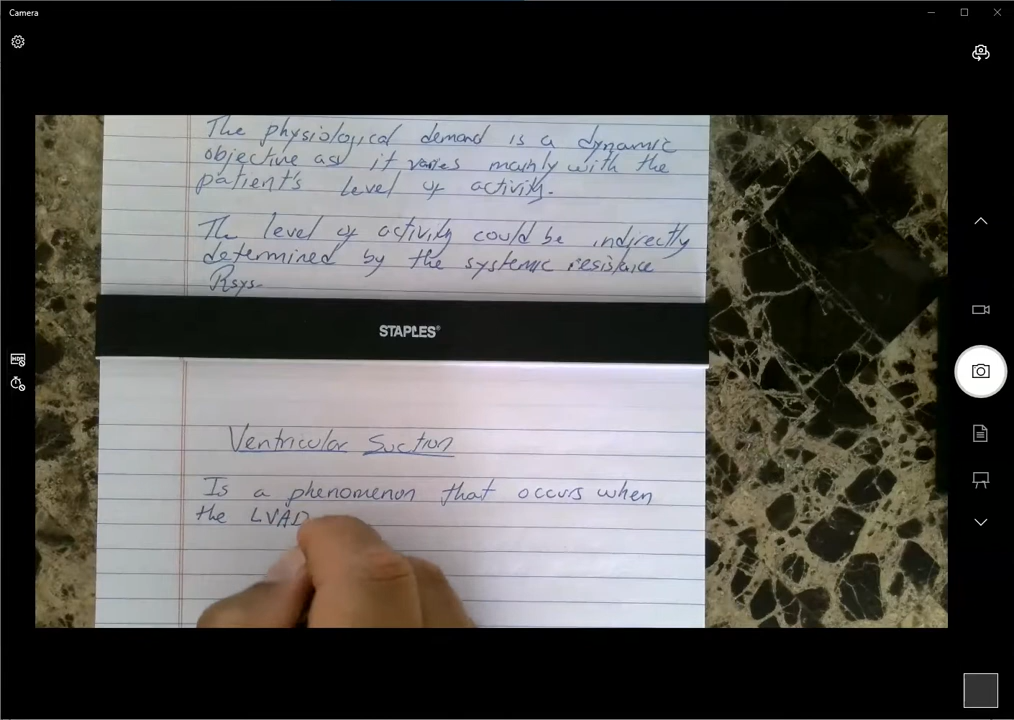 Camera
The physiological demand is a dynamic
objective as it varies mainly with the
patient's level of activity.
The level of activity could be indirectly
determined by the systemic resistance
Rsys.
STAPLES®
Ventricular Suction
Is a phenomenon that occurs when
the LVAD